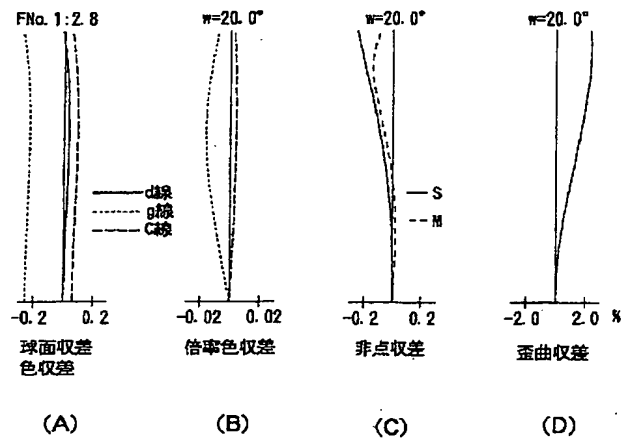 FNo. 1:2.8
w=20.0°
w=20.0°
w=20.0°
d線
g線
C線
S
M
-0.2 0.2
-0.02 0.02
-0.2 0.2
-2.0 2.0 %
球面収差
色収差
倍率色収差
非点収差
歪曲収差
(A)
(B)
(C)
(D)